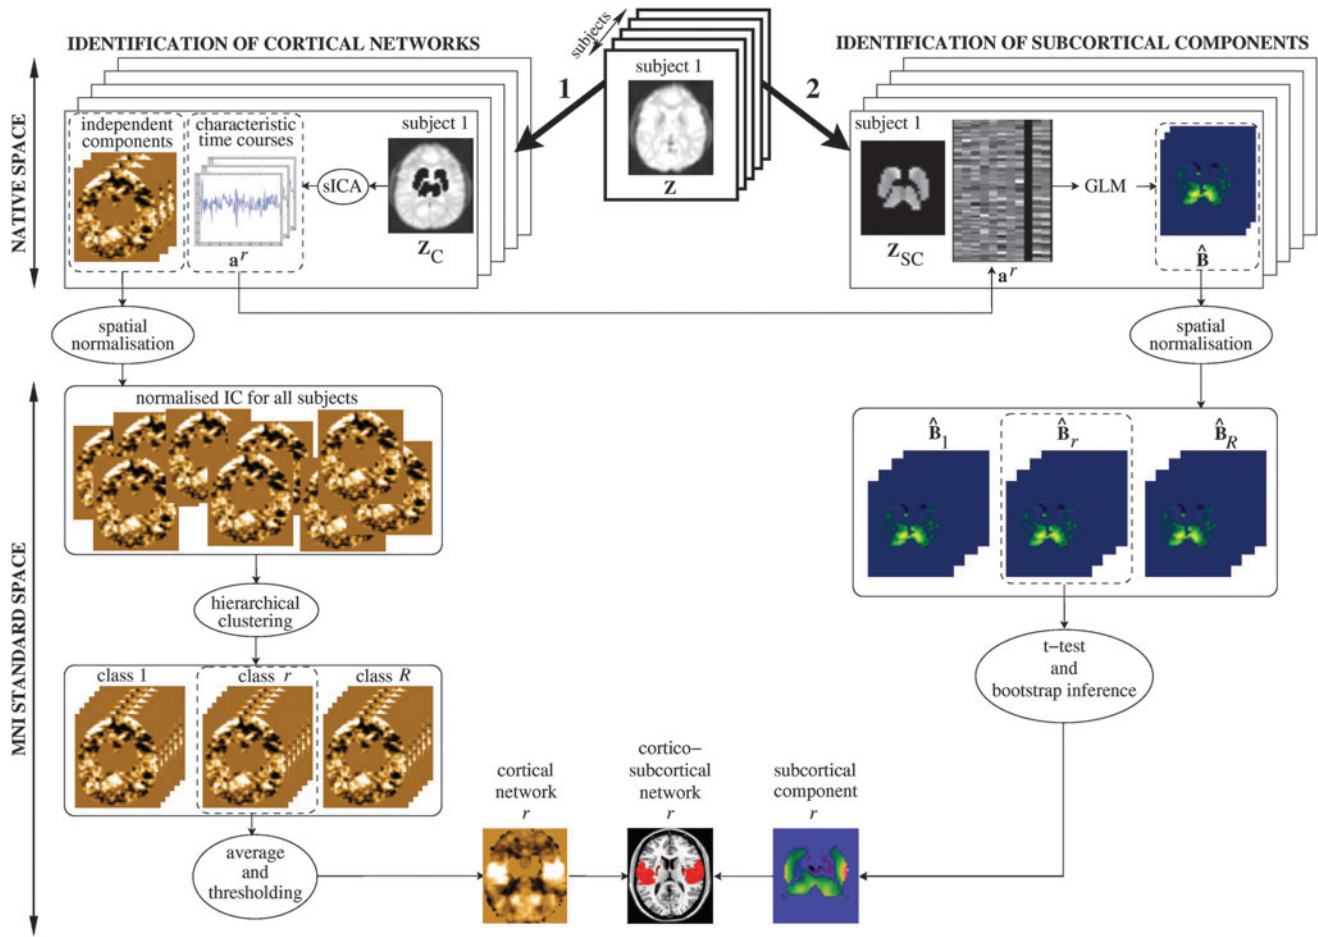 IDENTIFICATION OF CORTICAL NETWORKS
subjects
IDENTIFICATION OF SUBCORTICAL COMPONENTS
NATIVE SPACE
independent
components
characteristic
time courses
a^r
sICA
subject 1
Z_C
1
subject 1
Z
2
subject 1
Z_SC
a^r
GLM
B̂
spatial
normalisation
spatial
normalisation
MNI STANDARD SPACE
normalised IC for all subjects
hierarchical
clustering
class 1
class r
class R
average
and
thresholding
B̂_1
B̂_r
B̂_R
t-test
and
bootstrap inference
cortical
network
r
cortico-
subcortical
network
r
subcortical
component
r